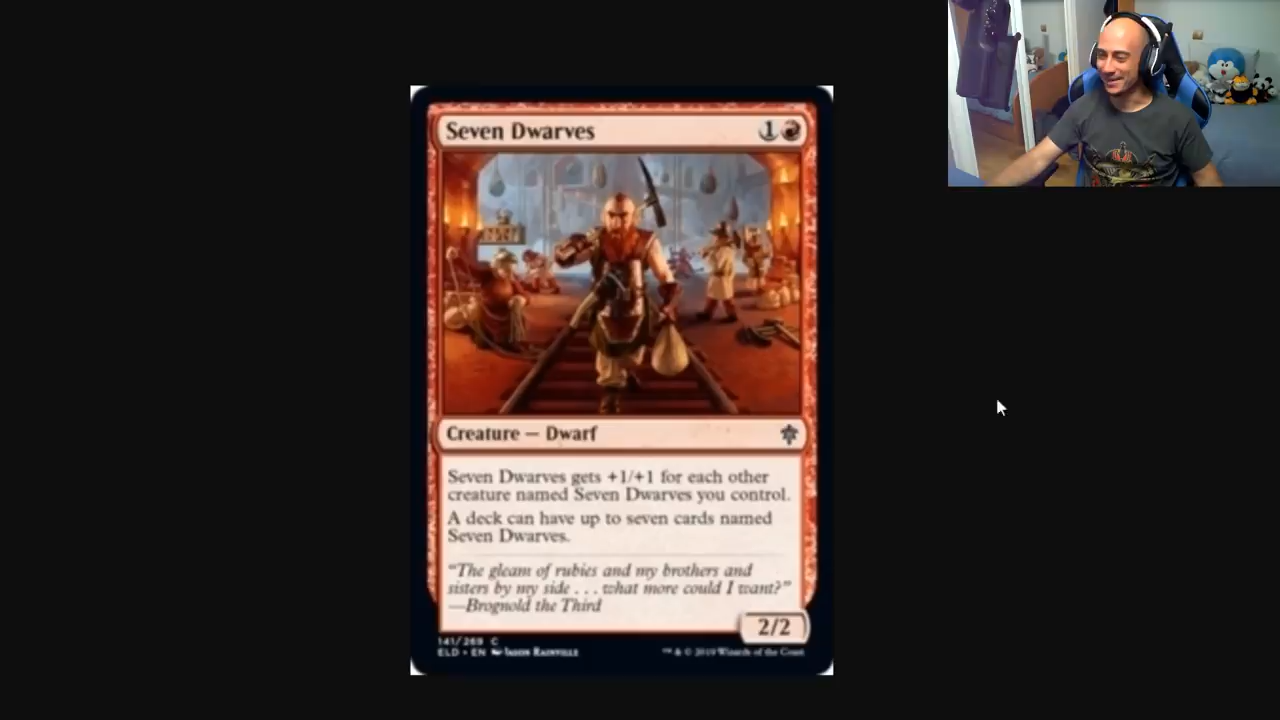 Seven Dwarves 1
Creature — Dwarf
Seven Dwarves gets +1/+1 for each other
creature named Seven Dwarves you control.
A deck can have up to seven cards named
Seven Dwarves.
“The gleam of rubies and my brothers and
sisters by my side . . . what more could I want?”
—Brognold the Third
2/2
141/269 C
ELD • EN Jason Rainville
™ & © 2019 Wizards of the Coast